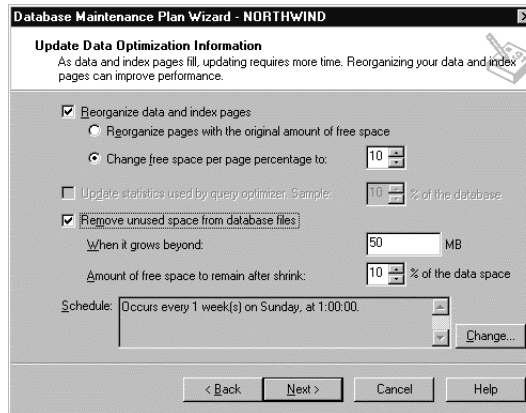 Database Maintenance Plan Wizard - NORTHWIND
Update Data Optimization Information
As data and index pages fill, updating requires more time. Reorganizing your data and index
pages can improve performance.
Reorganize data and index pages
Reorganize pages with the original amount of free space
Change free space per page percentage to: 10
Update statistics used by query optimizer. Sample: 10 % of the database
Remove unused space from database files
When it grows beyond: 50 MB
Amount of free space to remain after shrink: 10 % of the data space
Schedule: Occurs every 1 week(s) on Sunday, at 1:00:00.
Change...
< Back Next > Cancel Help